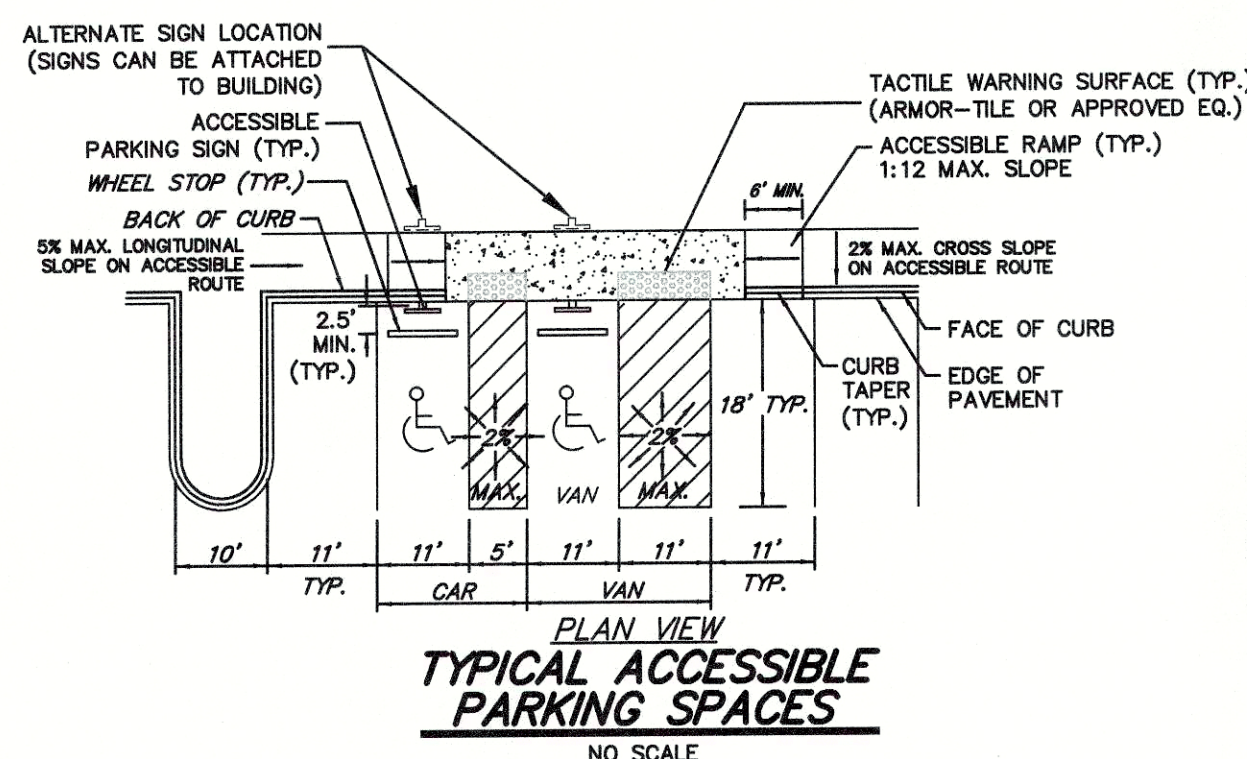 ALTERNATE SIGN LOCATION
(SIGNS CAN BE ATTACHED
TO BUILDING)
ACCESSIBLE
PARKING SIGN (TYP.)
WHEEL STOP (TYP.)
BACK OF CURB
5% MAX. LONGITUDINAL
SLOPE ON ACCESSIBLE
ROUTE
TACTILE WARNING SURFACE (TYP.)
(ARMOR-TILE OR APPROVED EQ.)
ACCESSIBLE RAMP (TYP.)
1:12 MAX. SLOPE
6' MIN.
2% MAX. CROSS SLOPE
ON ACCESSIBLE ROUTE
2.5'
MIN.
(TYP.)
FACE OF CURB
CURB
TAPER
(TYP.)
EDGE OF
PAVEMENT
18' TYP.
2% 2%
MAX. VAN MAX.
10' 11' 11' 5' 11' 11' 11'
TYP. TYP.
CAR VAN
PLAN VIEW
TYPICAL ACCESSIBLE
PARKING SPACES
NO SCALE